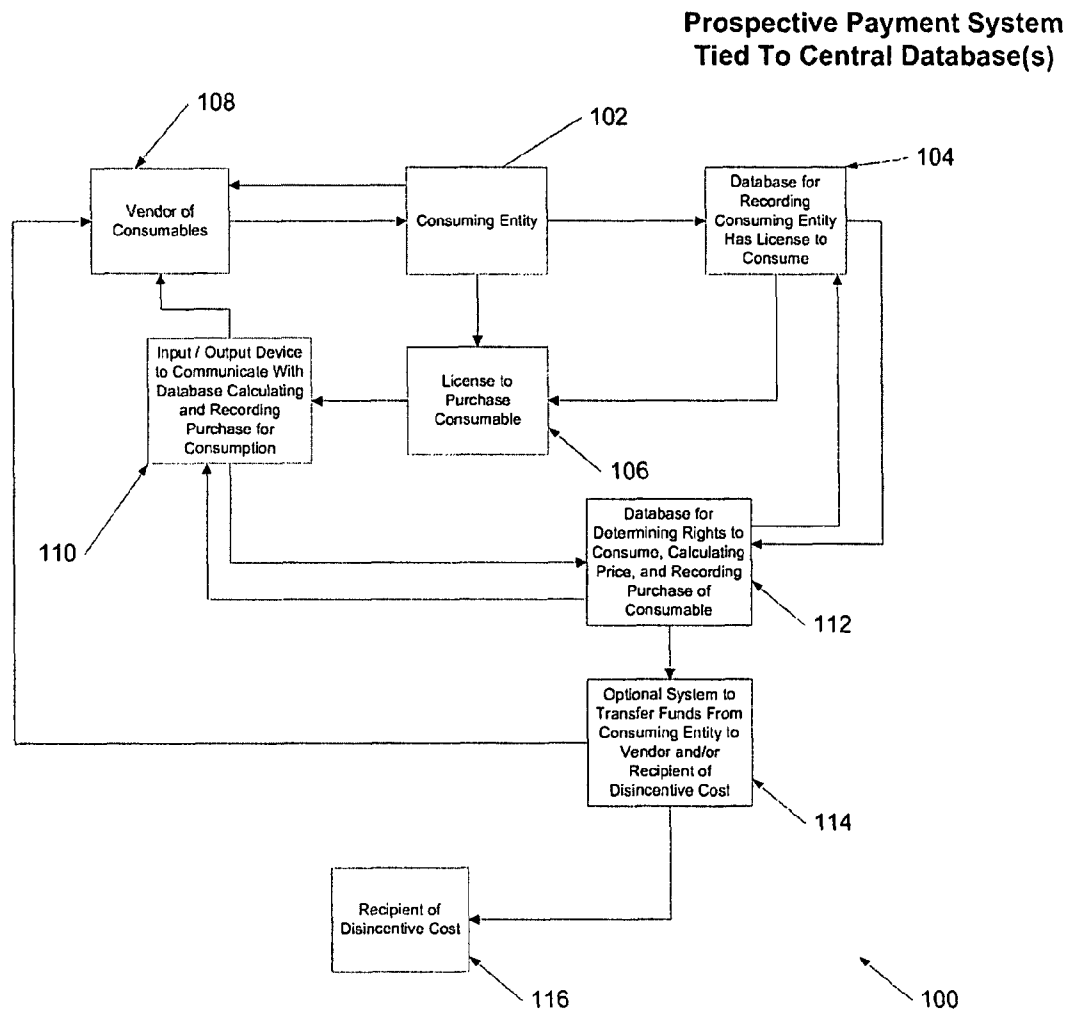 Prospective Payment System
Tied To Central Database(s)
108
102
104
Vendor of
Consumables
Consuming Entity
Database for
Recording
Consuming Entity
Has License to
Consume
Input / Output Device
to Communicate With
Database Calculating
and Recording
Purchase for
Consumption
License to
Purchase
Consumable
106
110
Database for
Determining Rights to
Consume, Calculating
Price, and Recording
Purchase of
Consumable
112
Optional System to
Transfer Funds From
Consuming Entity to
Vendor and/or
Recipient of
Disincentive Cost
114
Recipient of
Disincentive Cost
116
100